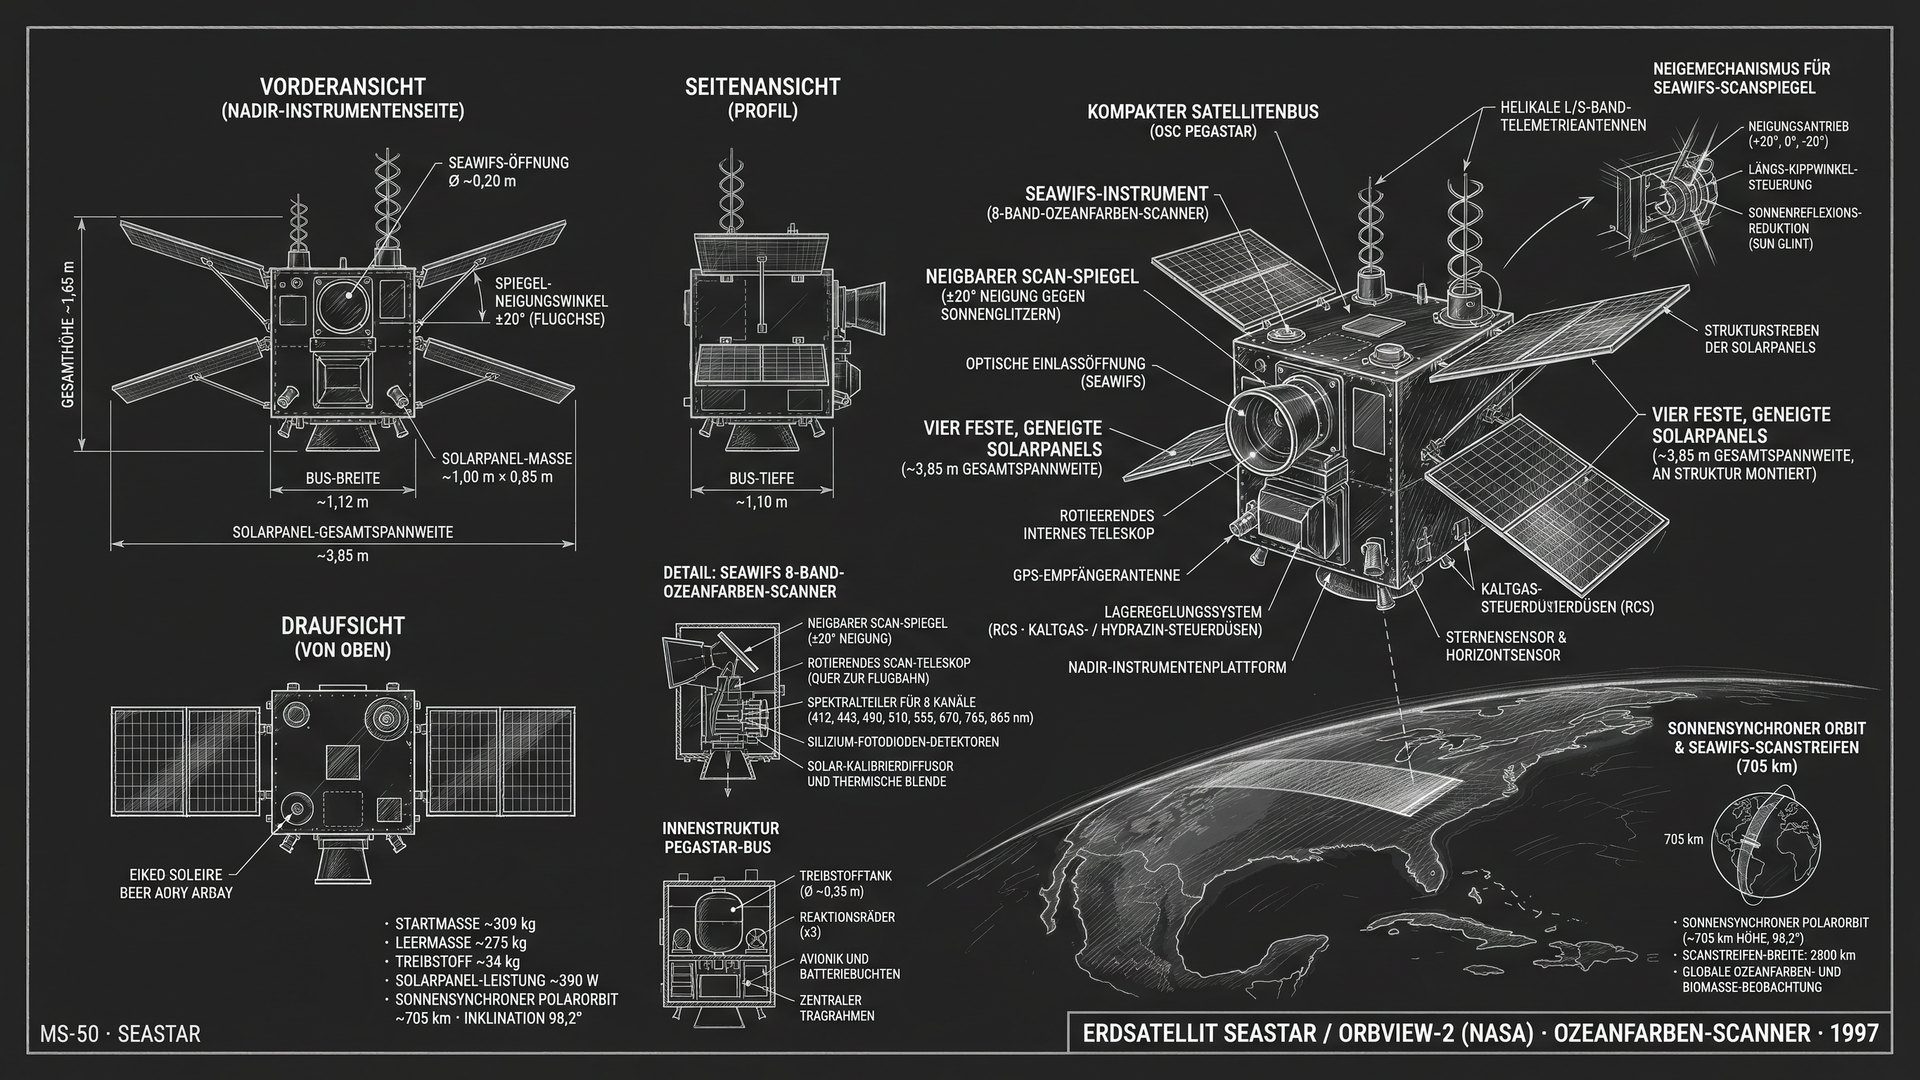 VORDERANSICHT
(NADIR-INSTRUMENTENSEITE)
SEAWIFS-ÖFFNUNG
Ø ~0,20 m
GESAMTHÖHE ~1,65 m
SPIEGEL-
NEIGUNGSWINKEL
±20° (FLUGCHSE)
SOLARPANEL-MASSE
~1,00 m × 0,85 m
BUS-BREITE
~1,12 m
SOLARPANEL-GESAMTSPANNWEITE
~3,85 m
SEITENANSICHT
(PROFIL)
BUS-TIEFE
~1,10 m
DRAUFSICHT
(VON OBEN)
EIKED SOLEIRE
BEER AORY ARBAY
· STARTMASSE ~309 kg
· LEERMASSE ~275 kg
· TREIBSTOFF ~34 kg
· SOLARPANEL-LEISTUNG ~390 W
· SONNENSYNCHRONER POLARORBIT
~705 km · INKLINATION 98,2°
MS-50 · SEASTAR
DETAIL: SEAWIFS 8-BAND-
OZEANFARBEN-SCANNER
NEIGBARER SCAN-SPIEGEL
(±20° NEIGUNG)
ROTIERENDES SCAN-TELESKOP
(QUER ZUR FLUGBAHN)
SPEKTRALTEILER FÜR 8 KANÄLE
(412, 443, 490, 510, 555, 670, 765, 865 nm)
SILIZIUM-FOTODIODEN-DETEKTOREN
SOLAR-KALIBRIERDIFFUSOR
UND THERMISCHE BLENDE
INNENSTRUKTUR
PEGASTAR-BUS
TREIBSTOFFTANK
(Ø ~0,35 m)
REAKTIONSRÄDER
(x3)
AVIONIK UND
BATTERIEBUCHTEN
ZENTRALER
TRAGRAHMEN
KOMPAKTER SATELLITENBUS
(OSC PEGASTAR)
SEAWIFS-INSTRUMENT
(8-BAND-OZEANFARBEN-SCANNER)
NEIGBARER SCAN-SPIEGEL
(±20° NEIGUNG GEGEN
SONNENGLITZERN)
OPTISCHE EINLASSÖFFNUNG
(SEAWIFS)
VIER FESTE, GENEIGTE
SOLARPANELS
(~3,85 m GESAMTSPANNWEITE)
ROTIEERENDES
INTERNES TELESKOP
GPS-EMPFÄNGERANTENNE
LAGEREGELUNGSSYSTEM
(RCS · KALTGAS- / HYDRAZIN-STEUERDÜSEN)
NADIR-INSTRUMENTENPLATTFORM
HELIKALE L/S-BAND-
TELEMETRIEANTENNEN
NEIGEMECHANISMUS FÜR
SEAWIFS-SCANSPIEGEL
NEIGUNGSANTRIEB
(+20°, 0°, -20°)
LÄNGS-KIPPWINKEL-
STEUERUNG
SONNENREFLEXIONS-
REDUKTION
(SUN GLINT)
STRUKTURSTREBEN
DER SOLARPANELS
VIER FESTE, GENEIGTE
SOLARPANELS
(~3,85 m GESAMTSPANNWEITE,
AN STRUKTUR MONTIERT)
KALTGAS-
(RCS)
STERNENSENSOR &
HORIZONTSENSOR
SONNENSYNCHRONER ORBIT
& SEAWIFS-SCANSTREIFEN
(705 km)
705 km
· SONNENSYNCHRONER POLARORBIT
(~705 km HÖHE, 98,2°)
· SCANSTREIFEN-BREITE: 2800 km
· GLOBALE OZEANFARBEN- UND
BIOMASSE-BEOBACHTUNG
ERDSATELLIT SEASTAR / ORBVIEW-2 (NASA) · OZEANFARBEN-SCANNER · 1997